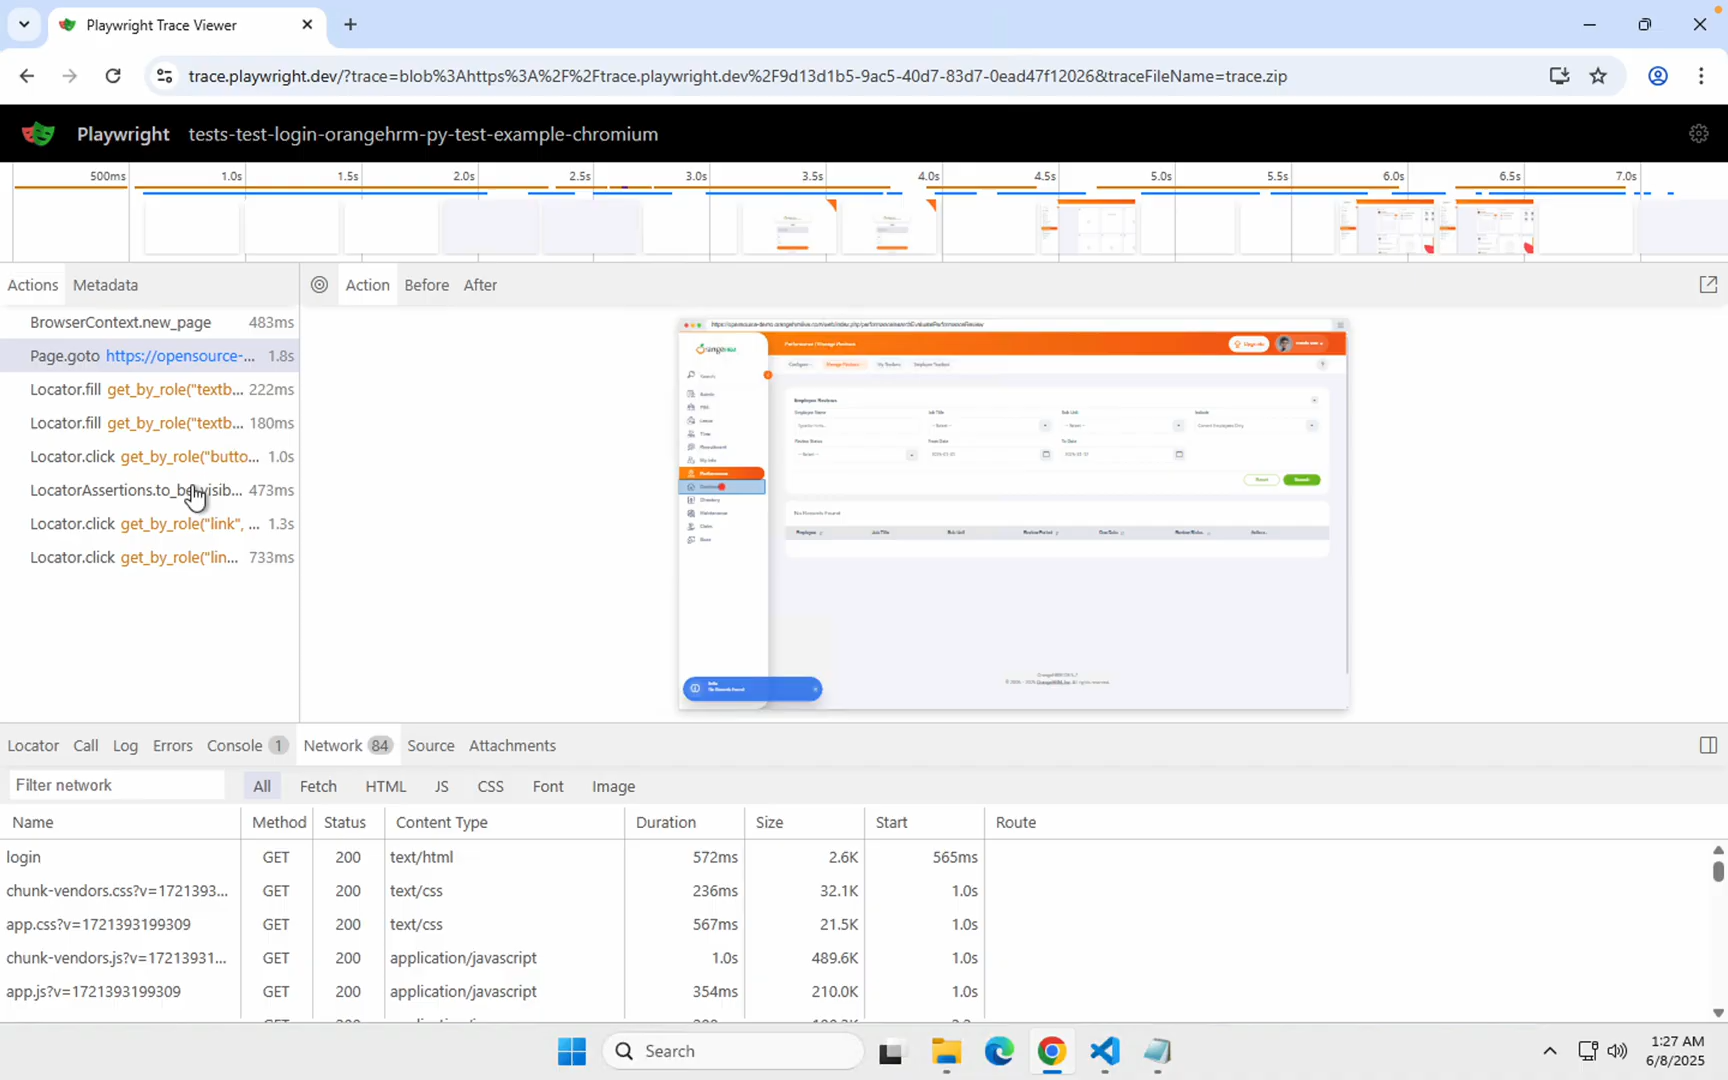 Playwright Trace Viewer
trace.playwright.dev/?trace=blob%3Ahttps%3A%2F%2Ftrace.playwright.dev%2F9d13d1b5-9ac5-40d7-83d7-0ead47f12026&traceFileName=trace.zip
Playwright tests-test-login-orangehrm-py-test-example-chromium
500ms 1.0s 1.5s 2.0s 2.5s 3.0s 3.5s 4.0s 4.5s 5.0s 5.5s 6.0s 6.5s 7.0s
Actions Metadata Action Before After
BrowserContext.new_page 483ms
Page.goto https://opensource-... 1.8s
Locator.fill get_by_role("textb... 222ms
Locator.fill get_by_role("textb... 180ms
Locator.click get_by_role("butto... 1.0s
LocatorAssertions.to_be_visib... 473ms
Locator.click get_by_role("link", ... 1.3s
Locator.click get_by_role("lin... 733ms
Locator Call Log Errors Console 1 Network 84 Source Attachments
Filter network All Fetch HTML JS CSS Font Image
Name Method Status Content Type Duration Size Start Route
login GET 200 text/html 572ms 2.6K 565ms
chunk-vendors.css?v=1721393... GET 200 text/css 236ms 32.1K 1.0s
app.css?v=1721393199309 GET 200 text/css 567ms 21.5K 1.0s
chunk-vendors.js?v=17213931... GET 200 application/javascript 1.0s 489.6K 1.0s
app.js?v=1721393199309 GET 200 application/javascript 354ms 210.0K 1.0s
Search
1:27 AM
6/8/2025